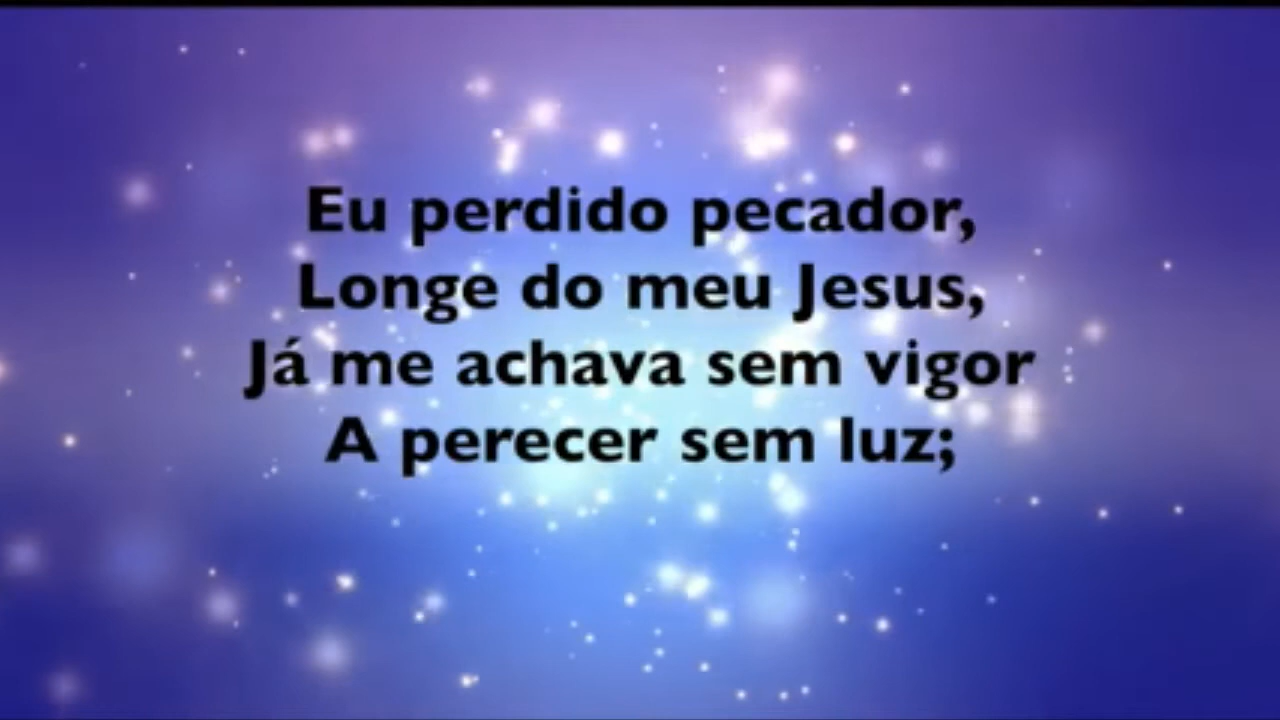 Eu perdido pecador,
Longe do meu Jesus,
Já me achava sem vigor
A perecer sem luz;